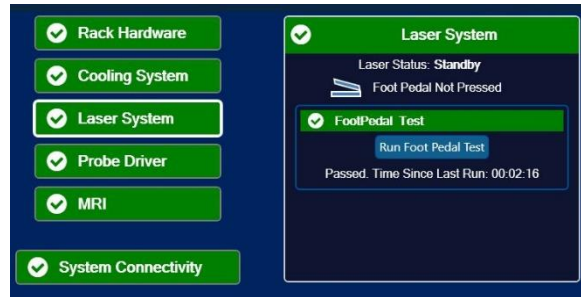 Rack Hardware
Cooling System
Laser System
Probe Driver
MRI
System Connectivity
Laser System
Laser Status: Standby
Foot Pedal Not Pressed
FootPedal Test
Run Foot Pedal Test
Passed. Time Since Last Run: 00:02:16